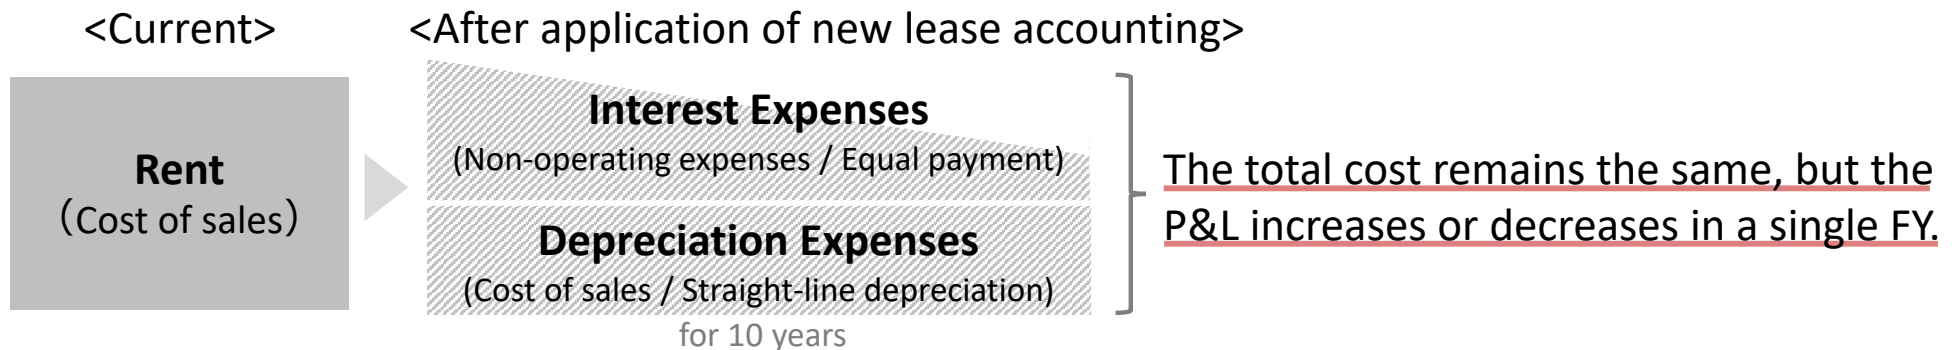 <Current>
<After application of new lease accounting>
Rent
（Cost of sales）
Interest Expenses
(Non-operating expenses / Equal payment)
Depreciation Expenses
(Cost of sales / Straight-line depreciation)
for 10 years
The total cost remains the same, but the
P&L increases or decreases in a single FY.